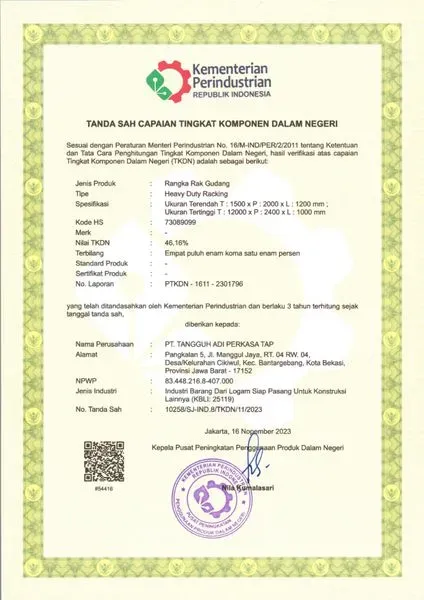 Kementerian
Perindustrian
REPUBLIK INDONESIA
TANDA SAH CAPAIAN TINGKAT KOMPONEN DALAM NEGERI
Sesuai dengan Peraturan Menteri Perindustrian No. 16/M-IND/PER/2/2011 tentang Ketentuan
dan Tata Cara Penghitungan Tingkat Komponen Dalam Negeri, hasil verifikasi atas capaian
Tingkat Komponen Dalam Negeri (TKDN) adalah sebagai berikut:
Jenis Produk : Rangka Rak Gudang
Tipe : Heavy Duty Racking
Spesifikasi : Ukuran Terendah T : 1500 x P : 2000 x L : 1200 mm ;
Ukuran Tertinggi T : 12000 x P : 2400 x L : 1000 mm
Kode HS : 73089099
Merk : -
Nilai TKDN : 46,16%
Terbilang : Empat puluh enam koma satu enam persen
Standard Produk : -
Sertifikat Produk : -
No. Laporan : PTKDN - 1611 - 2301796
yang telah ditandasahkan oleh Kementerian Perindustrian dan berlaku 3 tahun terhitung sejak
tanggal tanda sah,
diberikan kepada:
Nama Perusahaan : PT. TANGGUH ADI PERKASA TAP
Alamat : Pangkalan 5, Jl. Manggul Jaya, RT. 04 RW. 04,
Desa/Kelurahan Cikiwul, Kec. Bantargebang, Kota Bekasi,
Provinsi Jawa Barat - 17152
NPWP : 83.448.216.8-407.000
Jenis Industri : Industri Barang Dari Logam Siap Pasang Untuk Konstruksi
Lainnya (KBLI: 25119)
No. Tanda Sah : 10258/SJ-IND.8/TKDN/11/2023
Jakarta, 16 November 2023
Kepala Pusat Peningkatan Penggunaan Produk Dalam Negeri
#54416
KEMENTERIAN PERINDUSTRIAN
REPUBLIK INDONESIA
PUSAT PENINGKATAN
PENGGUNAAN PRODUK DALAM NEGERI
Nila Kumalasari